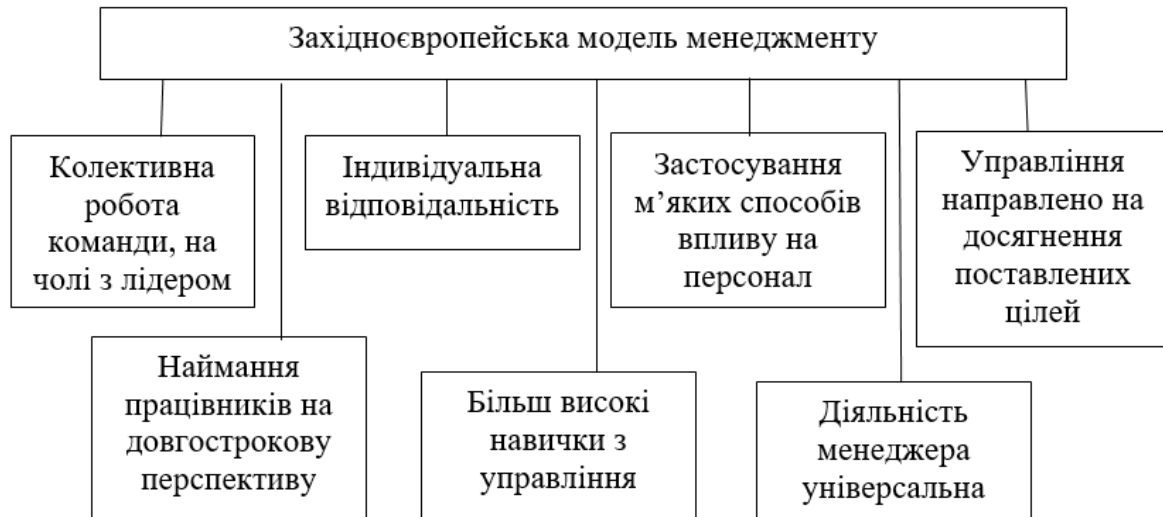 Західноєвропейська модель менеджменту
Колективна
робота
команди, на
чолі з лідером
Індивідуальна
відповідальність
Застосування
м’яких способів
впливу на
персонал
Управління
направлено на
досягнення
поставлених
цілей
Наймання
працівників на
довгострокову
перспективу
Більш високі
навички з
управління
Діяльність
менеджера
універсальна